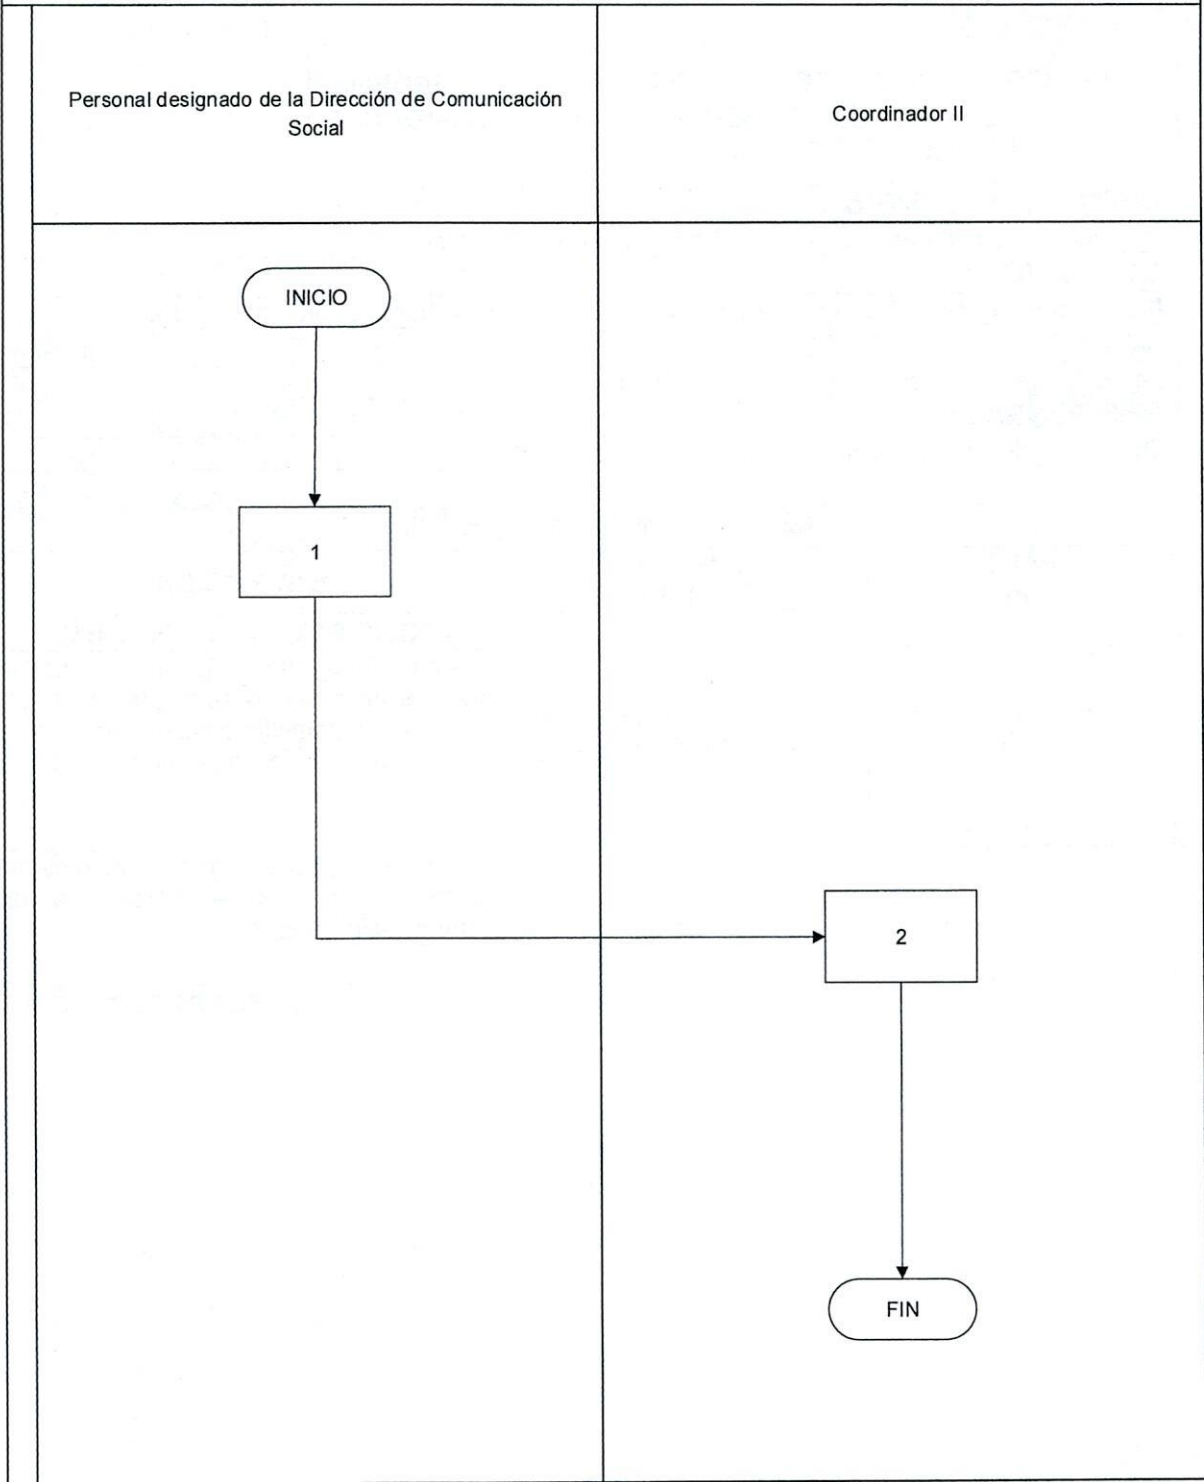 Personal designado de la Dirección de Comunicación
Social
Coordinador II
INICIO
1
2
FIN